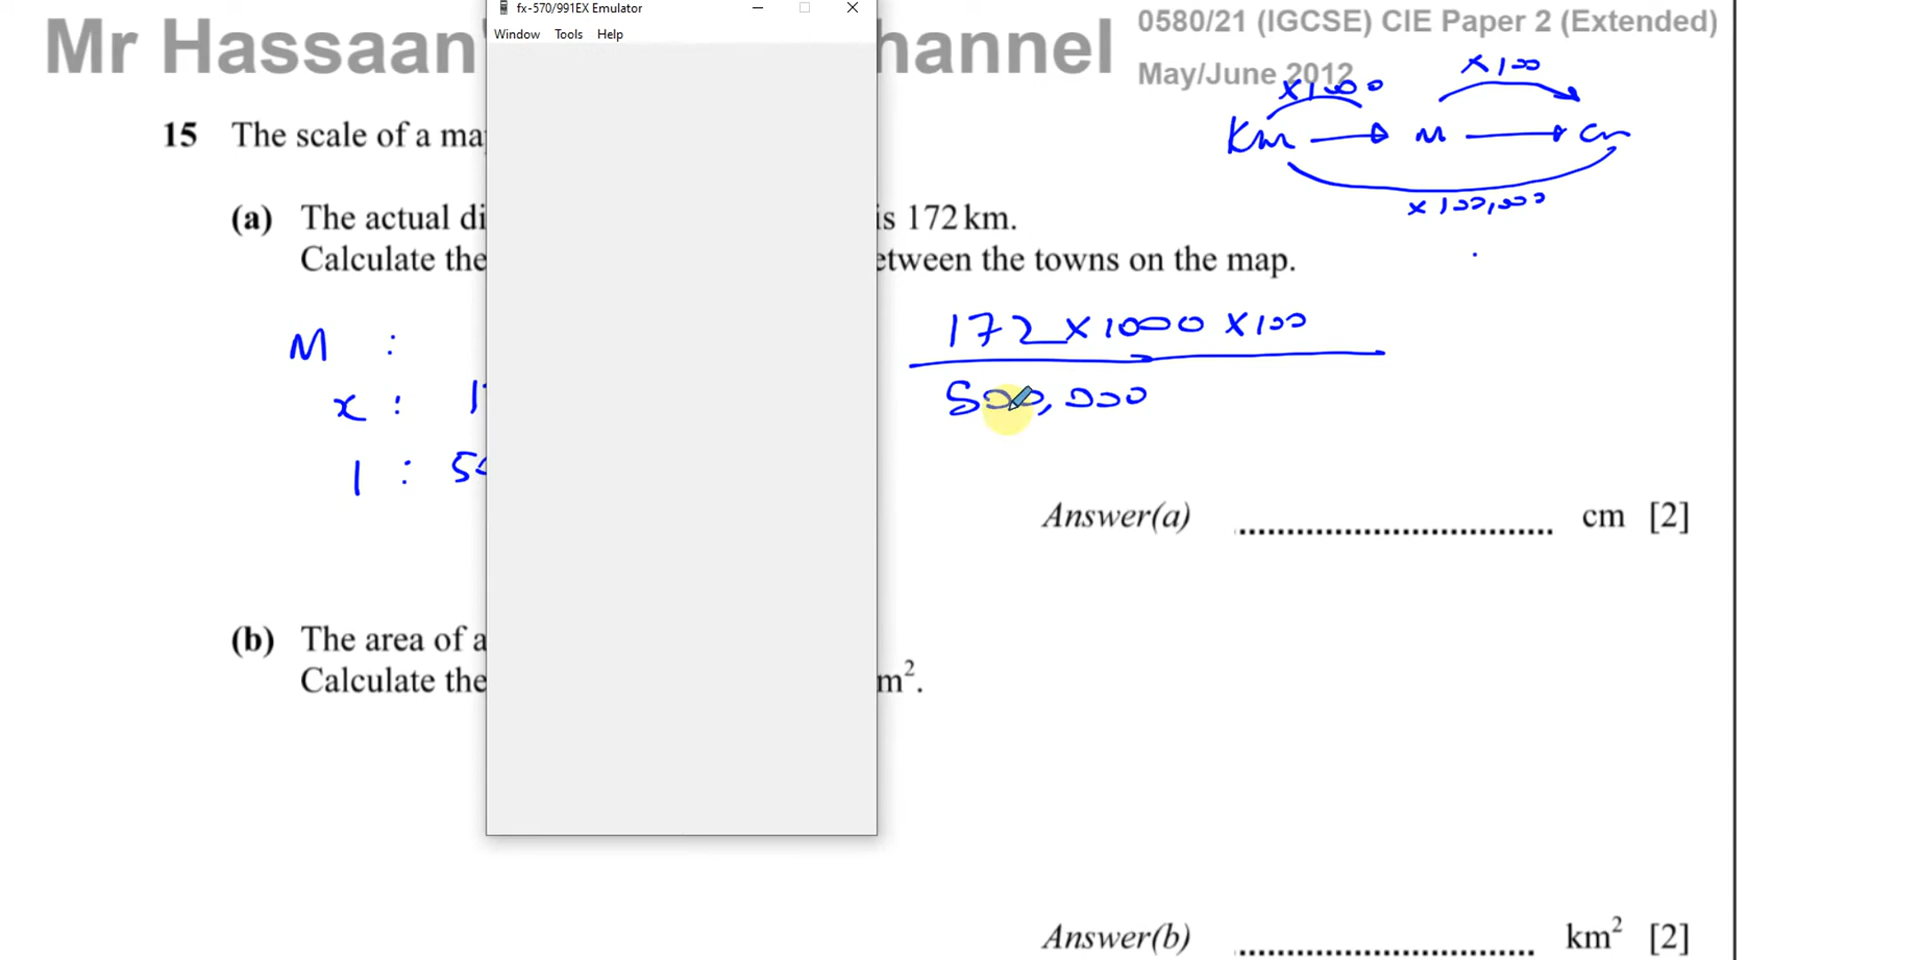 Mr Hassaan'
hannel
0580/21 (IGCSE) CIE Paper 2 (Extended)
May/June 2012
fx-570/991EX Emulator
Window Tools Help
×1000
×100
Km → m → cm
×100,000
15 The scale of a ma
(a) The actual di
is 172 km.
Calculate the
etween the towns on the map.
M :
x : 1
1 : 50
172 × 1000 × 100
500,000
Answer(a) ................................ cm [2]
(b) The area of a
Calculate the
m².
Answer(b) ................................ km² [2]